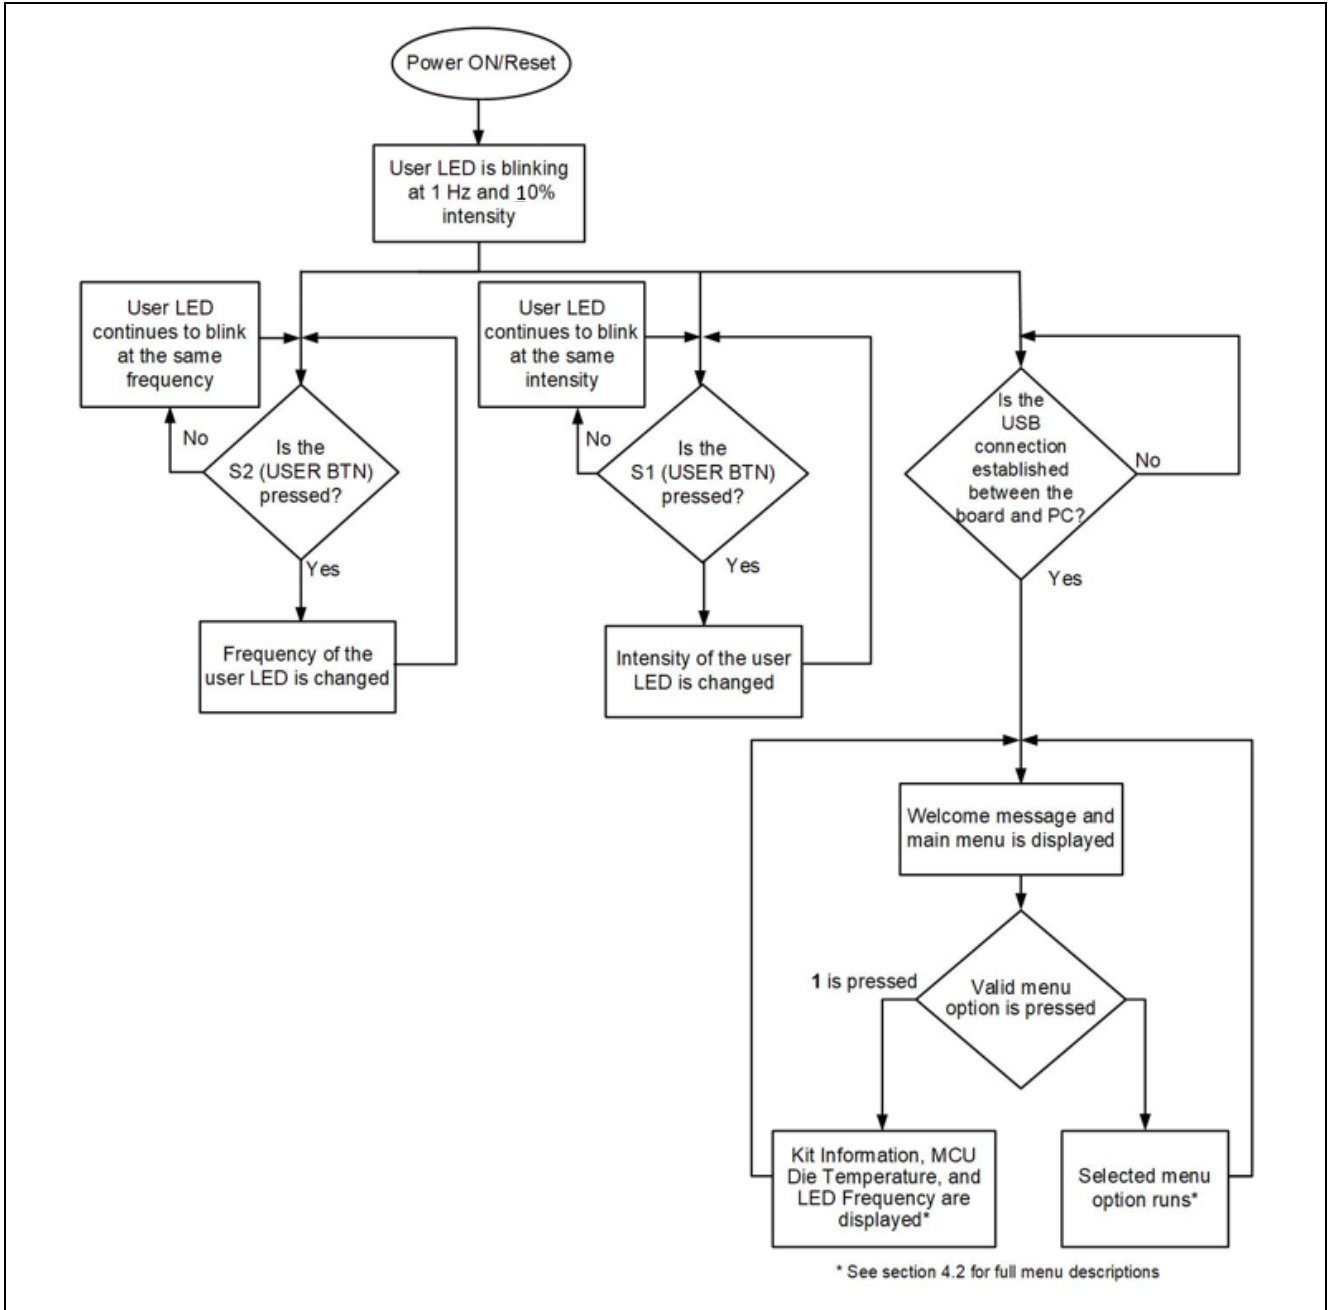 Power ON/Reset
User LED is blinking
at 1 Hz and 10%
intensity
User LED
continues to blink
at the same
frequency
No
Is the
S2 (USER BTN)
pressed?
Yes
Frequency of the
user LED is changed
User LED
continues to blink
at the same
intensity
No
Is the
S1 (USER BTN)
pressed?
Yes
Intensity of the user
LED is changed
Is the
USB
connection
established
between the
board and PC?
No
Yes
Welcome message and
main menu is displayed
1 is pressed
Valid menu
option is pressed
Kit Information, MCU
Die Temperature, and
LED Frequency are
displayed*
Selected menu
option runs*
* See section 4.2 for full menu descriptions